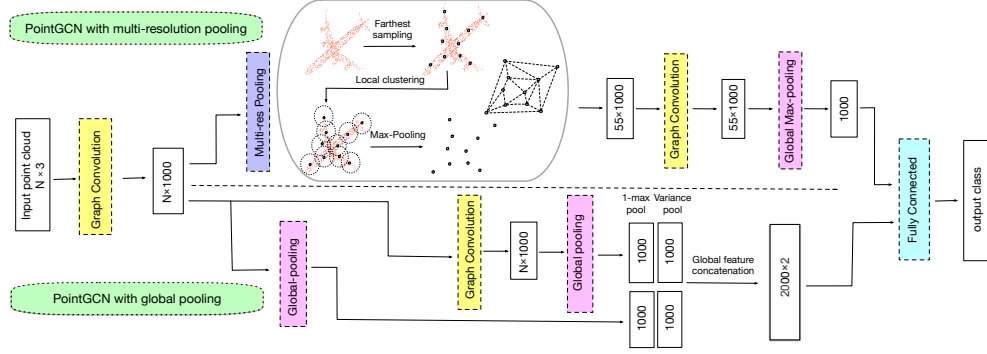 PointGCN with multi-resolution pooling
Multi-res Pooling
Farthest
sampling
Local clustering
Max-Pooling
55×1000
Graph Convolution
55×1000
Global Max-pooling
1000
Input point cloud
N × 3
Graph Convolution
N×1000
Fully Connected
output class
Global-pooling
Graph Convolution
N×1000
Global pooling
1-max
pool
Variance
pool
1000
1000
1000
1000
Global feature
concatenation
2000×2
PointGCN with global pooling